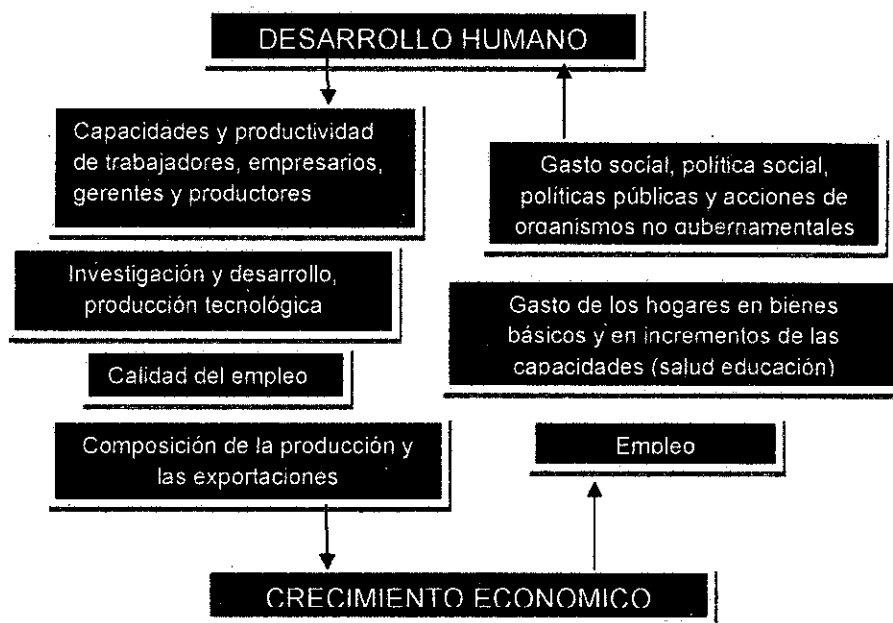 DESARROLLO HUMANO
Capacidades y productividad
de trabajadores, empresarios,
gerentes y productores
Investigación y desarrollo,
producción tecnológica
Calidad del empleo
Composición de la producción y
las exportaciones
Gasto social, política social,
políticas públicas y acciones de
organismos no gubernamentales
Gasto de los hogares en bienes
básicos y en incrementos de las
capacidades (salud educación)
Empleo
CRECIMIENTO ECONOMICO